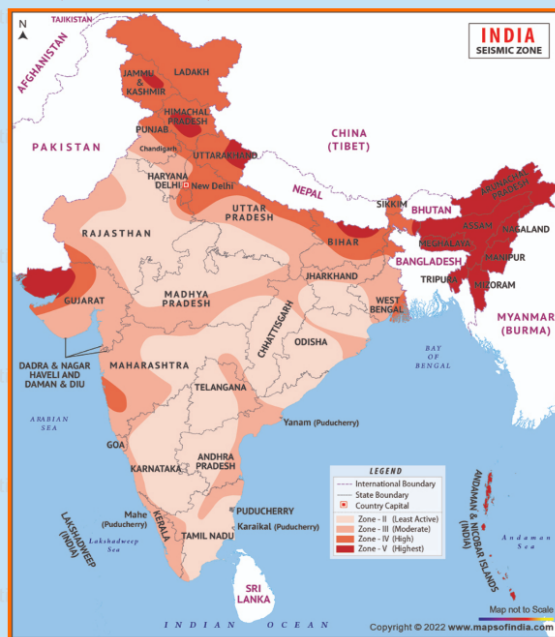 N
TAJIKISTAN
AFGHANISTAN
INDIA
SEISMIC ZONE
LADAKH
JAMMU
&
KASHMIR
HIMACHAL
PRADESH
PUNJAB
Chandigarh
UTTARAKHAND
PAKISTAN
CHINA
(TIBET)
HARYANA
DELHI
New Delhi
NEPAL
ARUNACHAL
PRADESH
SIKKIM
BHUTAN
UTTAR
PRADESH
RAJASTHAN
ASSAM
NAGALAND
BIHAR
MEGHALAYA
MANIPUR
BANGLADESH
JHARKHAND
TRIPURA
MIZORAM
GUJARAT
MADHYA
PRADESH
WEST
BENGAL
CHHATTISGARH
MYANMAR
(BURMA)
ODISHA
DADRA & NAGAR
HAVELI AND
DAMAN & DIU
MAHARASHTRA
BAY
OF
BENGAL
TELANGANA
ARABIAN
SEA
Yanam (Puducherry)
GOA
ANDHRA
PRADESH
KARNATAKA
LEGEND
International Boundary
State Boundary
Country Capital
Zone - II (Least Active)
Zone - III (Moderate)
Zone - IV (High)
Zone - V (Highest)
ANDAMAN & NICOBAR ISLANDS
(INDIA)
Andaman
Sea
PUDUCHERRY
Mahe
(Puducherry)
Karaikal (Puducherry)
LAKSHADWEEP
(INDIA)
Lakshadweep
Sea
KERALA
TAMIL NADU
SRI
LANKA
INDIAN OCEAN
Map not to Scale
Copyright © 2022 www.mapsofindia.com